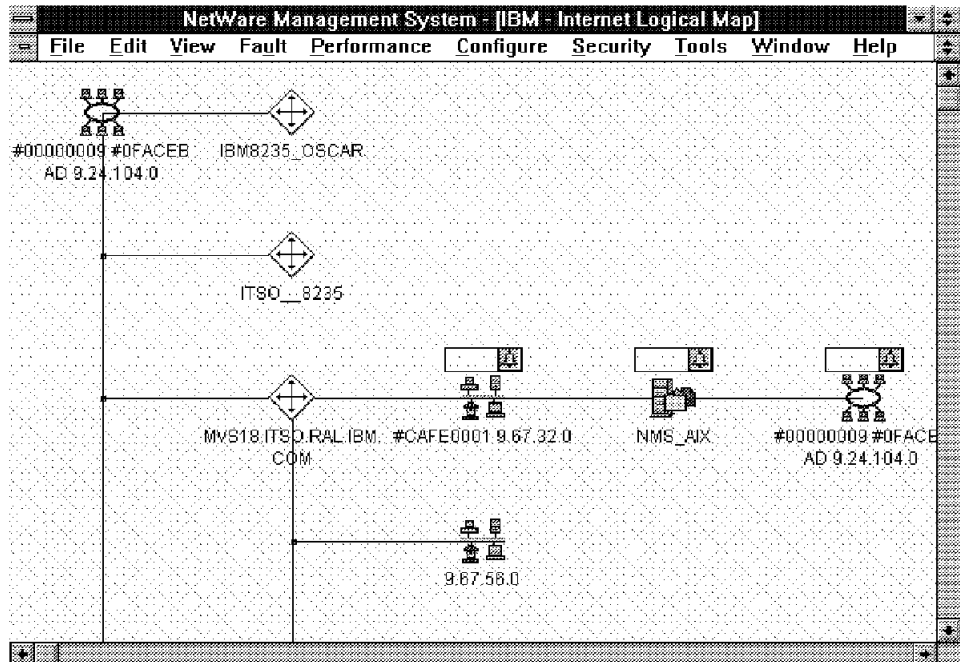 NetWare Management System - [IBM - Internet Logical Map]
File Edit View Fault Performance Configure Security Tools Window Help
#00000009 #0FACEB
AD 9.24.104.0
IBM8235_OSCAR
ITSO__8235
MVS18.ITSO.RAL.IBM.
COM
#CAFE0001 9.67.32.0
NMS_AIX
#00000009 #0FACE
AD 9.24.104.0
9.67.56.0